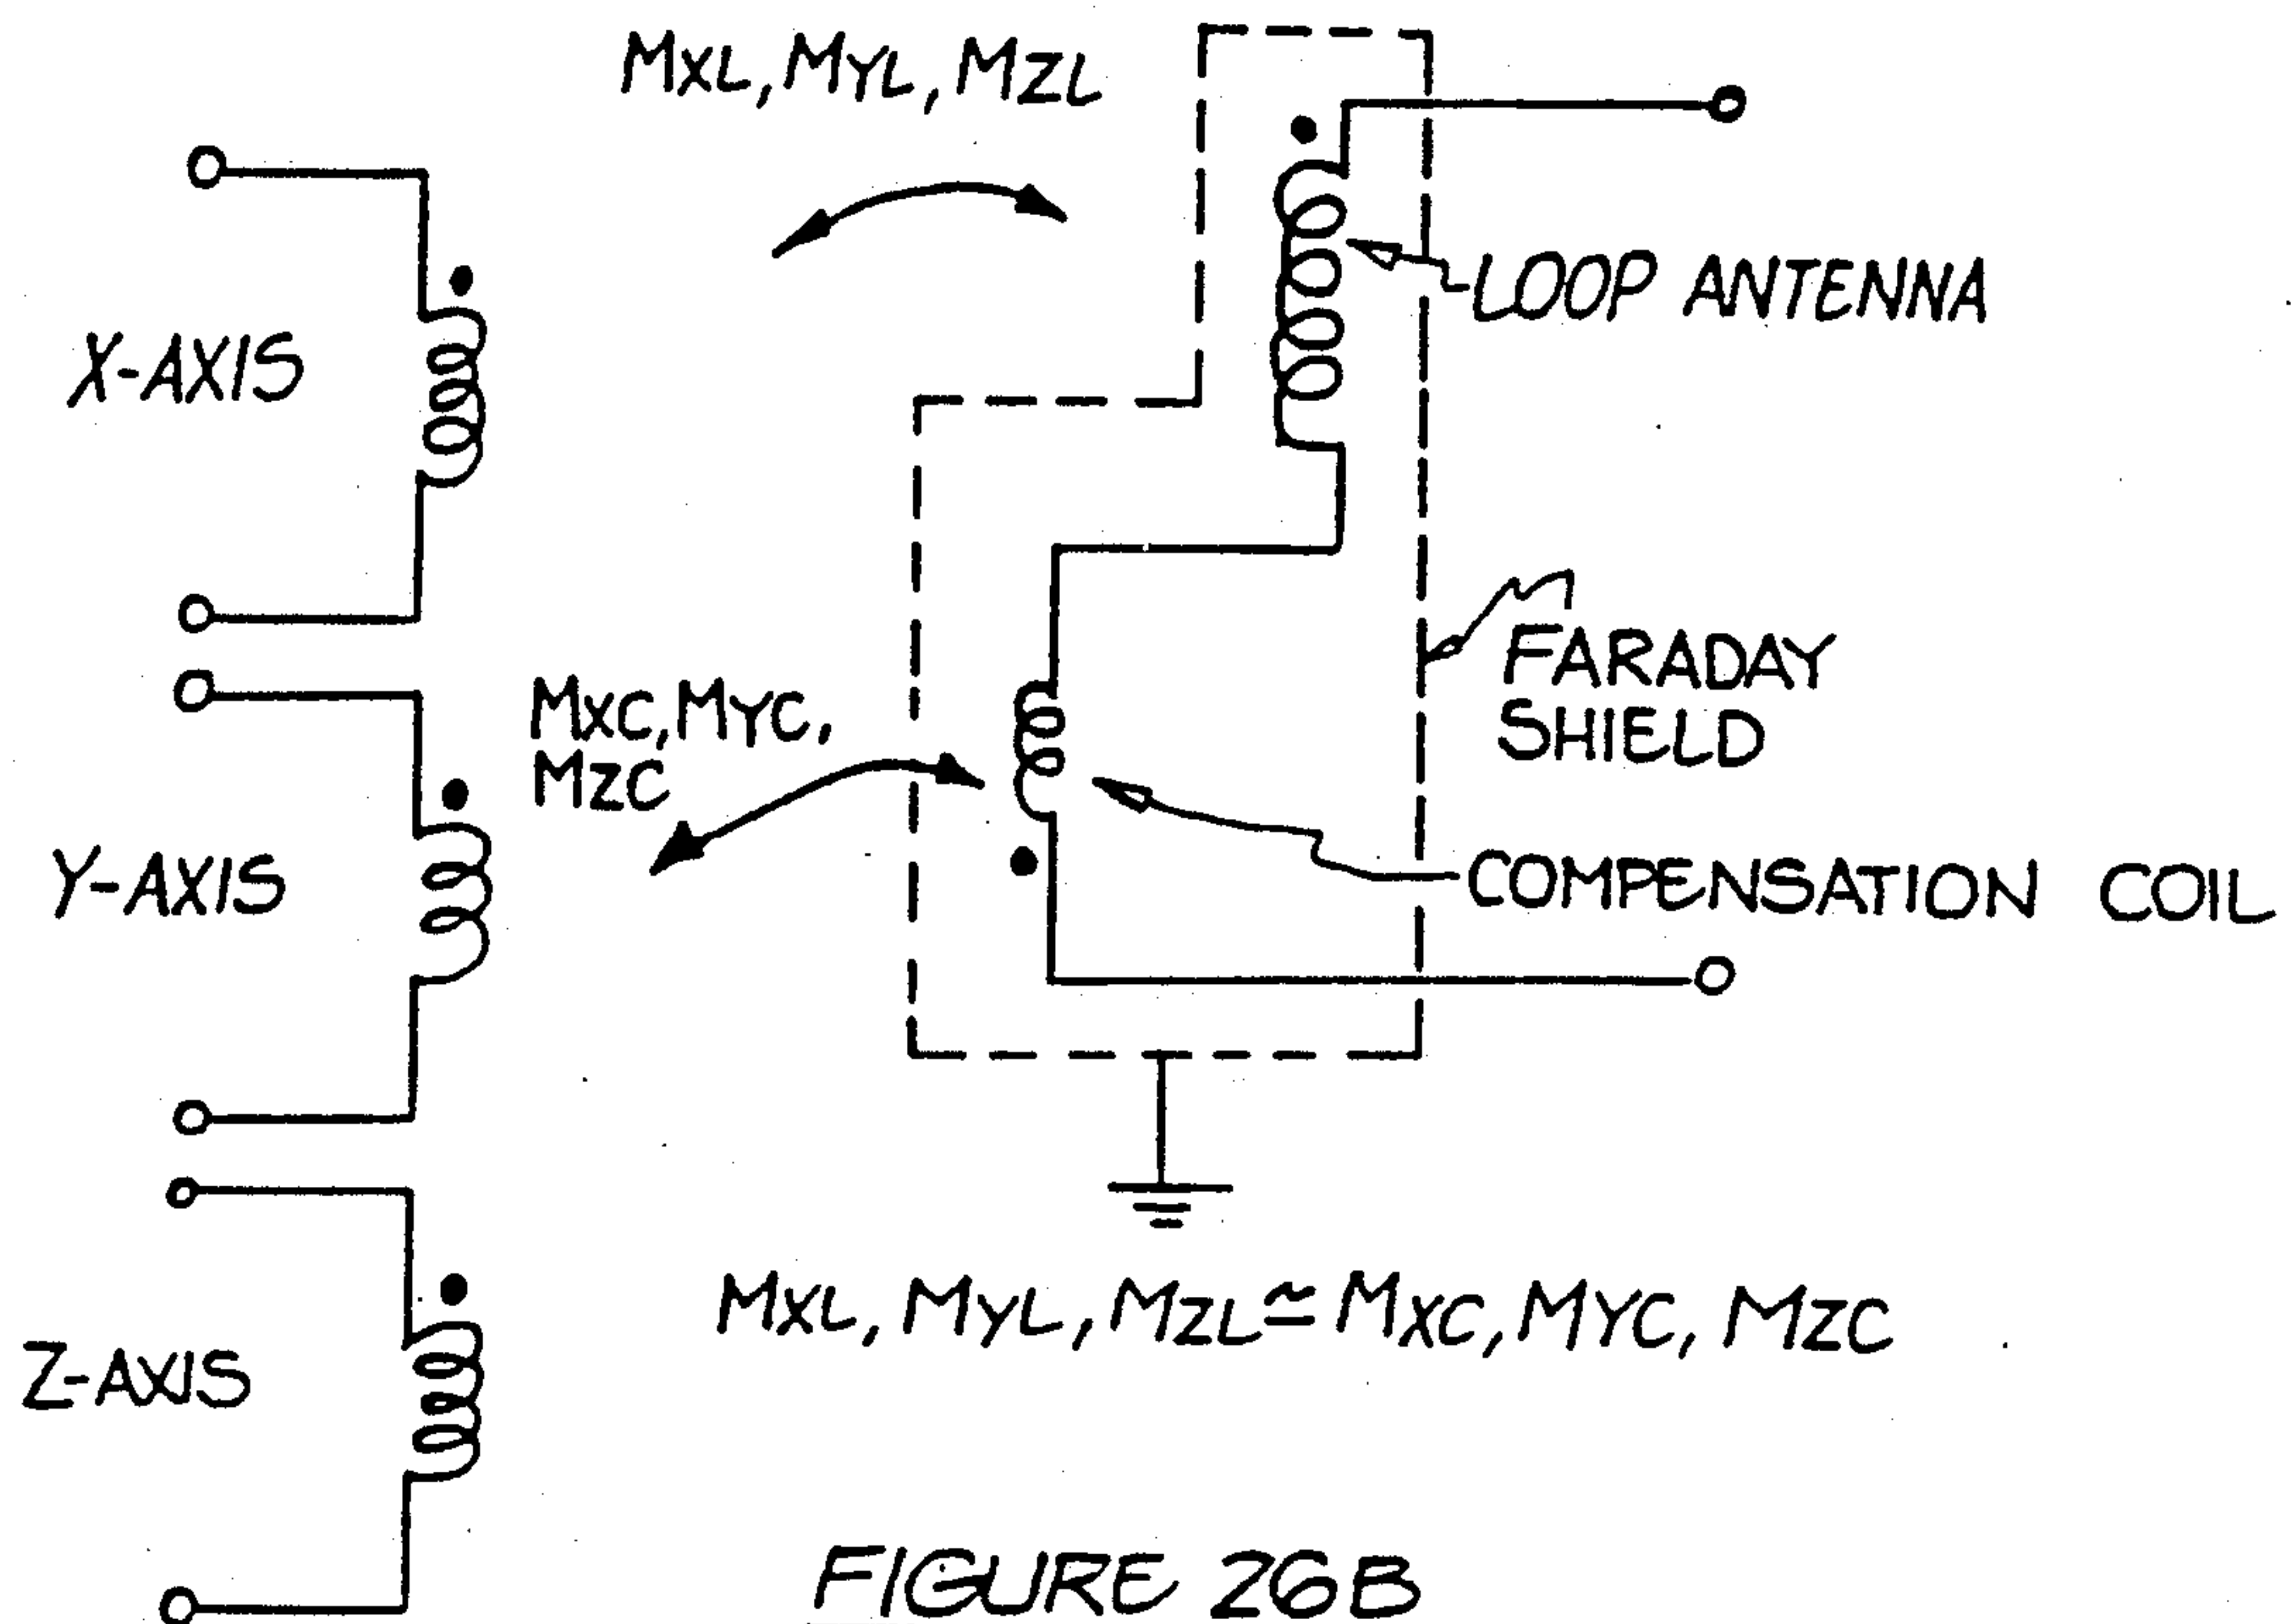 MXL, MYL, MZL
LOOP ANTENNA
X-AXIS
FARADAY
SHIELD
MXC, MYC,
MZC
Y-AXIS
COMPENSATION COIL
MXL, MYL, MZL ≃ MXC, MYC, MZC
Z-AXIS
FIGURE 26B